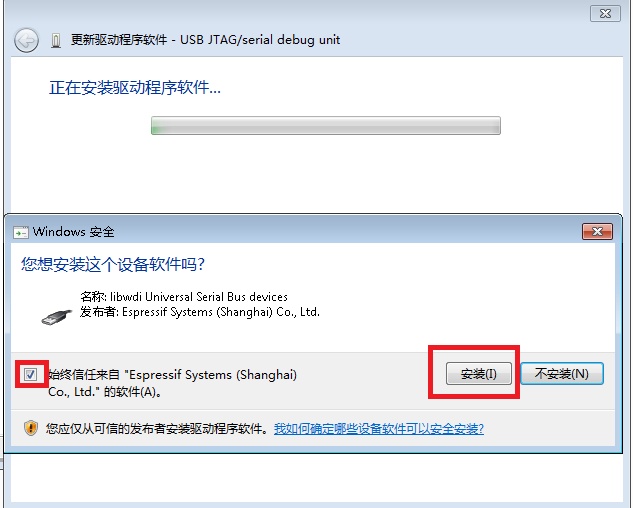 更新驱动程序软件 - USB JTAG/serial debug unit
正在安装驱动程序软件...
Windows 安全
您想安装这个设备软件吗?
名称: libwdi Universal Serial Bus devices
发布者: Espressif Systems (Shanghai) Co., Ltd.
始终信任来自 "Espressif Systems (Shanghai)
Co., Ltd." 的软件(A)。
安装(I)
不安装(N)
您应仅从可信的发布者安装驱动程序软件。我如何确定哪些设备软件可以安全安装?